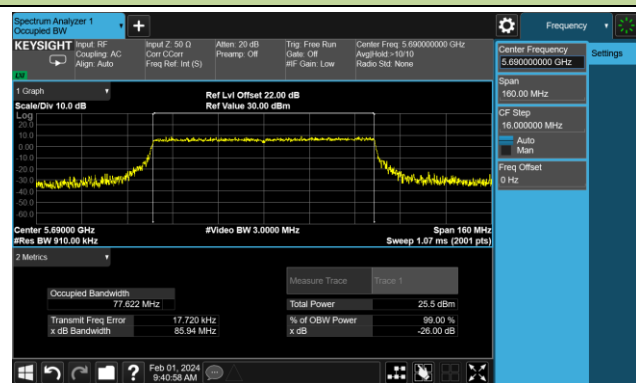 Spectrum Analyzer 1
Occupied BW
+
Frequency
KEYSIGHT
Input: RF
Coupling: AC
Align: Auto
Input Z: 50 Ω
Corr CCorr
Freq Ref: Int (S)
Atten: 20 dB
Preamp: Off
Trig: Free Run
Gate: Off
#IF Gain: Low
Center Freq: 5.690000000 GHz
Avg|Hold:>10/10
Radio Std: None
Center Frequency
5.690000000 GHz
Settings
Span
160.00 MHz
CF Step
16.000000 MHz
Auto
Man
Freq Offset
0 Hz
1 Graph
Scale/Div 10.0 dB
Ref Lvl Offset 22.00 dB
Ref Value 30.00 dBm
Log
20.0
10.0
0.00
-10.0
-20.0
-30.0
-40.0
-50.0
-60.0
Center 5.69000 GHz
#Res BW 910.00 kHz
#Video BW 3.0000 MHz
Span 160 MHz
Sweep 1.07 ms (2001 pts)
2 Metrics
Measure Trace
Trace 1
Occupied Bandwidth
77.622 MHz
Total Power
25.5 dBm
Transmit Freq Error
17.720 kHz
% of OBW Power
99.00 %
x dB Bandwidth
85.94 MHz
x dB
-26.00 dB
?
Feb 01, 2024
9:40:58 AM